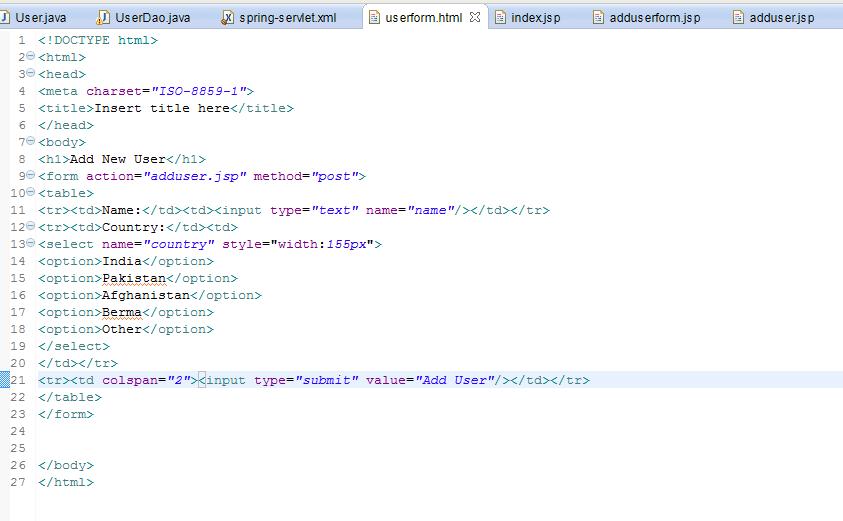 User.java UserDao.java spring-servlet.xml userform.html index.jsp adduserform.jsp adduser.jsp
1 <!DOCTYPE html>
2 <html>
3 <head>
4 <meta charset="ISO-8859-1">
5 <title>Insert title here</title>
6 </head>
7 <body>
8 <h1>Add New User</h1>
9 <form action="adduser.jsp" method="post">
10 <table>
11 <tr><td>Name:</td><td><input type="text" name="name"/></td></tr>
12 <tr><td>Country:</td><td>
13 <select name="country" style="width:155px">
14 <option>India</option>
15 <option>Pakistan</option>
16 <option>Afghanistan</option>
17 <option>Berma</option>
18 <option>Other</option>
19 </select>
20 </td></tr>
21 <tr><td colspan="2"><input type="submit" value="Add User"/></td></tr>
22 </table>
23 </form>
24
25
26 </body>
27 </html>